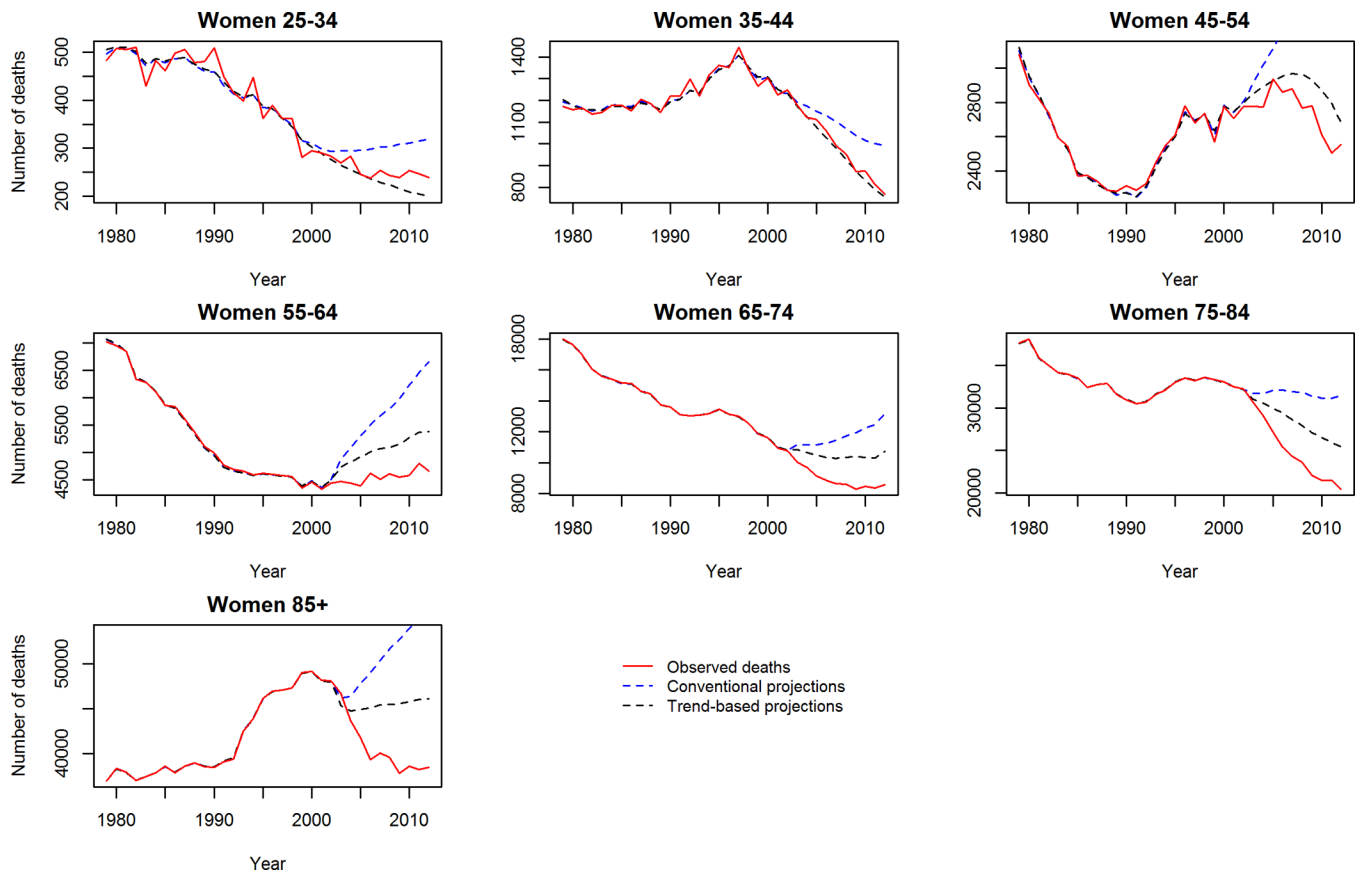 Women 25-34
Number of deaths
500
400
300
200
1980 1990 2000 2010
Year
Women 35-44
1400
1100
800
1980 1990 2000 2010
Year
Women 45-54
2800
2400
1980 1990 2000 2010
Year
Women 55-64
Number of deaths
6500
5500
4500
1980 1990 2000 2010
Year
Women 65-74
18000
12000
8000
1980 1990 2000 2010
Year
Women 75-84
30000
20000
1980 1990 2000 2010
Year
Women 85+
Number of deaths
50000
40000
1980 1990 2000 2010
Year
Observed deaths
Conventional projections
Trend-based projections